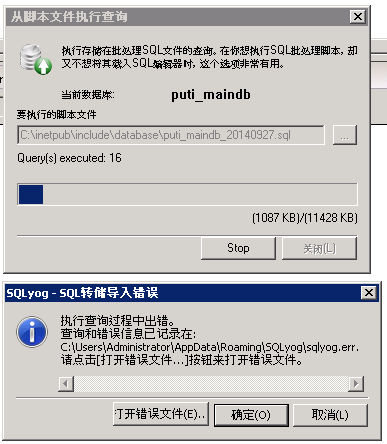 从脚本文件执行查询
执行存储在批处理SQL文件的查询。在你想执行SQL批处理脚本，却
又不想将其载入SQL编辑器时，这个选项非常有用。
当前数据库:
puti_maindb
要执行的脚本文件
C:\inetpub\include\database\puti_maindb_20140927.sql
...
Query(s) executed: 16
(1087 KB)/(11428 KB)
Stop
关闭(L)
SQLyog - SQL转储导入错误
执行查询过程中出错。
查询和错误信息已记录在:
C:\Users\Administrator\AppData\Roaming\SQLyog\sqlyog.err.
请点击[打开错误文件...]按钮来打开错误文件。
打开错误文件(E)..
确定(O)
取消(L)